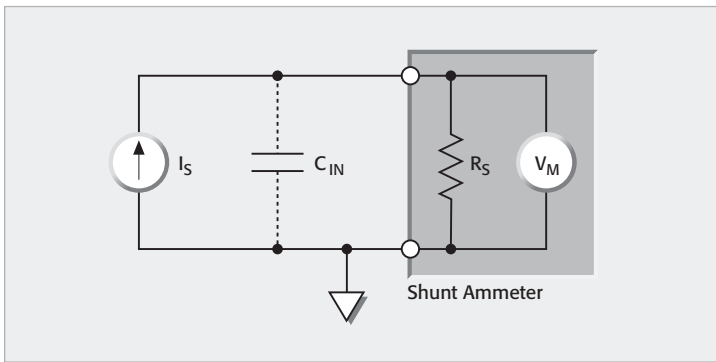 I_S
C_IN
R_S
V_M
Shunt Ammeter